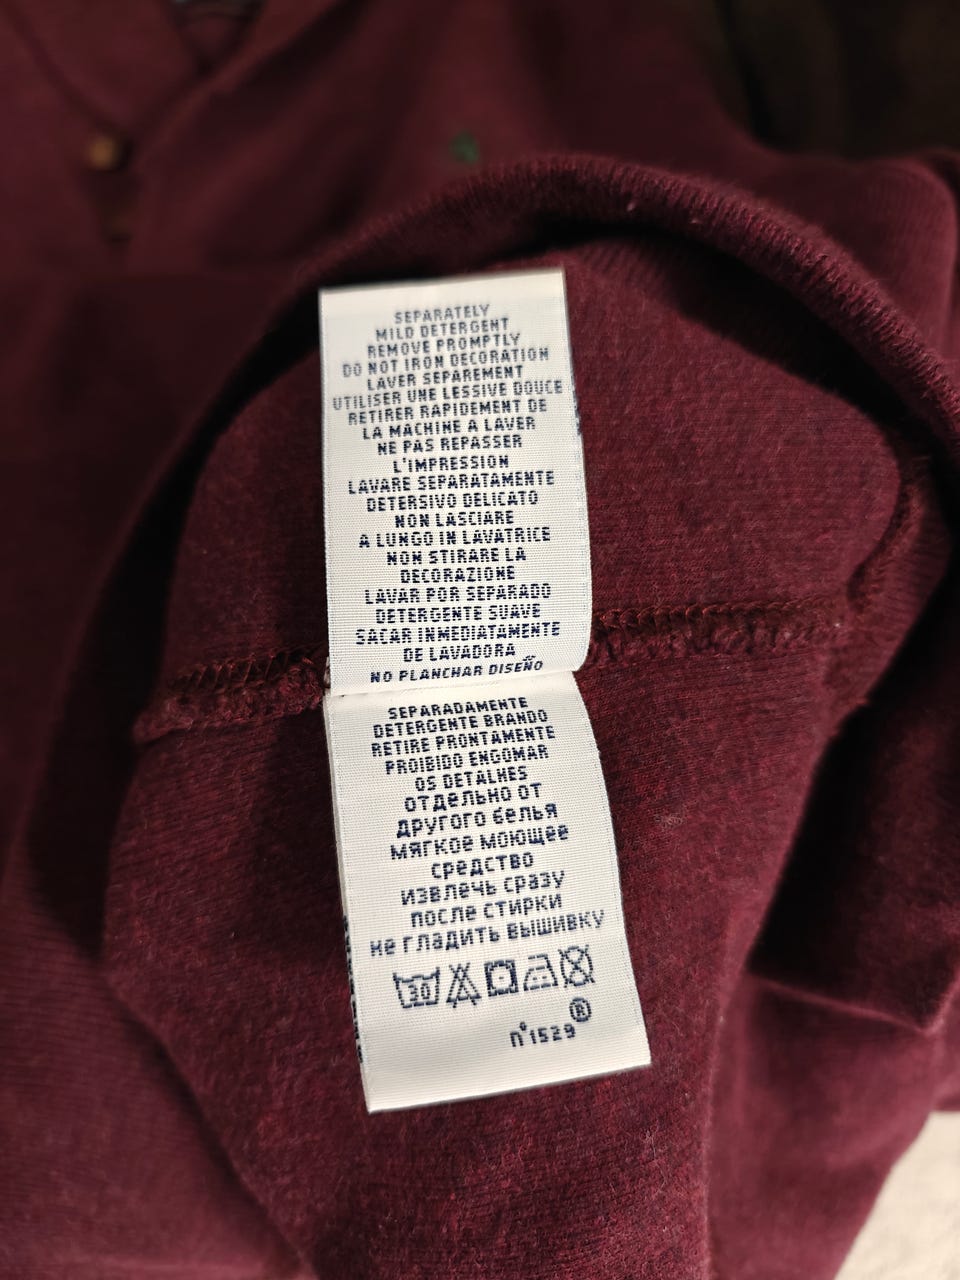 SEPARATELY
MILD DETERGENT
REMOVE PROMPTLY
DO NOT IRON DECORATION
LAVER SEPAREMENT
UTILISER UNE LESSIVE DOUCE
RETIRER RAPIDEMENT DE
LA MACHINE A LAVER
NE PAS REPASSER
L'IMPRESSION
LAVARE SEPARATAMENTE
DETERSIVO DELICATO
NON LASCIARE
A LUNGO IN LAVATRICE
NON STIRARE LA
DECORAZIONE
LAVAR POR SEPARADO
DETERGENTE SUAVE
SACAR INMEDIATAMENTE
DE LAVADORA
NO PLANCHAR DISEÑO
SEPARADAMENTE
DETERGENTE BRANDO
RETIRE PRONTAMENTE
PROIBIDO ENGOMAR
OS DETALHES
отдельно от
другого белья
мягкое моющее
средство
извлечь сразу
после стирки
не гладить вышивку
30
n°1529®